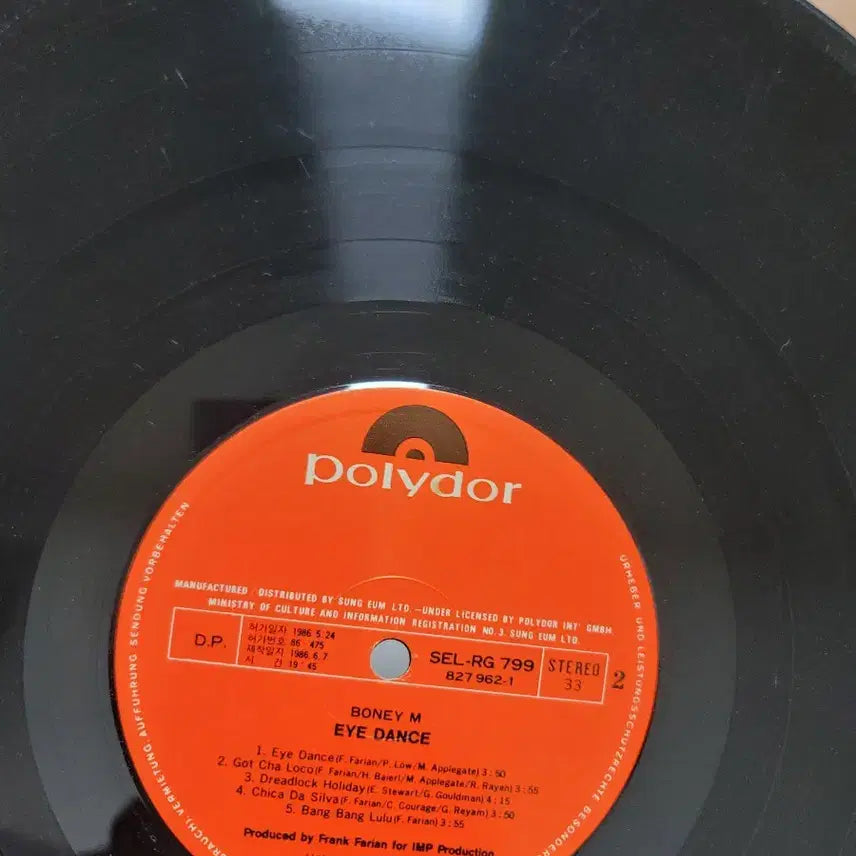 polydor
MANUFACTURED / DISTRIBUTED BY SUNG EUM LTD. —UNDER LICENSED BY POLYDOR INT' GMBH
MINISTRY OF CULTURE AND INFORMATION REGISTRATION NO. 3. SUNG EUM LTD.
D.P.
허가일자 1986.5.24
허가번호 86-475
제작일자 1986.6.7
시 간 19:45
SEL-RG 799
827 962-1
STEREO
33
2
BONEY M
EYE DANCE
1. Eye Dance(F. Farian/P. Low/M. Applegate) 3:50
2. Got Cha Loco(F. Farian/H. Baierl/M. Applegate/R. Rayen) 3:55
3. Dreadlock Holiday(E. Stewart/G. Gouldman) 4:15
4. Chica Da Silva(F. Farian/C. Courage/G. Rayam) 3:50
5. Bang Bang Lulu(F. Farian) 3:55
Produced by Frank Farian for IMP Production
VERMIETUNG, AUFFÜHRUNG SENDUNG VORBEHALTEN
URHEBER UND LEISTUNGSSCHUTZRECHTE